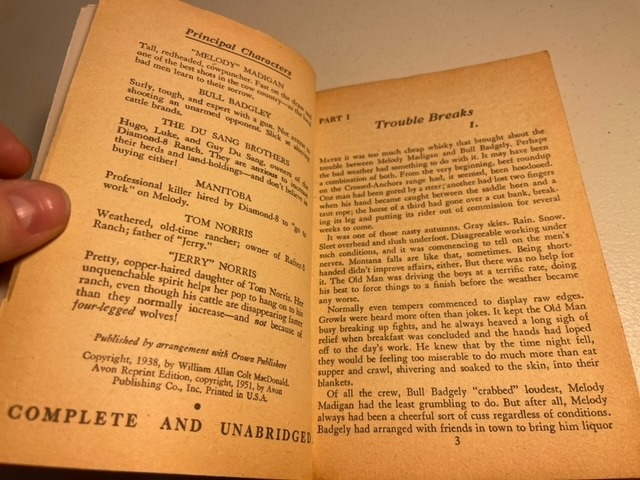 Principal Characters
"MELODY" MADIGAN
Tall, redheaded, cowpuncher. Fast on the draw and
one of the best shots in the cow country—as the
bad men learn to their sorrow.
BULL BADGLEY
Surly, tough, and expert with a gun. Not against
shooting an unarmed opponent. Slick at
cattle brands.
THE DU SANG BROTHERS
Hugo, Luke, and Guy Du Sang, owners of the
Diamond-8 Ranch. They are anxious to increase
their herds and land-holdings—and don't believe in
buying either!
MANITOBA
Professional killer hired by Diamond-8 to "go to
work" on Melody.
TOM NORRIS
Weathered, old-time rancher; owner of Rafter-S
Ranch; father of "Jerry."
"JERRY" NORRIS
Pretty, copper-haired daughter of Tom Norris. Her
unquenchable spirit helps her pop to hang on to his
ranch, even though his cattle are disappearing faster
than they normally increase—and not because of
four-legged wolves!
Published by arrangement with Crown Publishers
Copyright, 1938, by William Allan Colt MacDonald.
Avon Reprint Edition, copyright, 1951, by Avon
Publishing Co., Inc. Printed in U.S.A.
COMPLETE AND UNABRIDGED
PART I
Trouble Breaks
1.
MAYBE it was too much cheap whisky that brought about the
trouble between Melody Madigan and Bull Badgely. Perhaps
the bad weather had something to do with it. It may have been
a combination of both. From the very beginning, beef roundup
on the Crossed-Anchors range had, it seemed, been hoodooed.
One man had been gored by a steer; another had lost two fingers
when his hand became caught between the saddle horn and a
taut rope; the horse of a third had gone over a cut bank, break-
ing its leg and putting its rider out of commission for several
weeks to come.
It was one of those nasty autumns. Gray skies. Rain. Snow.
Sleet overhead and slush underfoot. Disagreeable working under
such conditions, and it was commencing to tell on the men's
nerves. Montana falls are like that, sometimes. Being short-
handed didn't improve affairs, either. But there was no help for
it. The Old Man was driving the boys at a terrific rate, doing
his best to force things to a finish before the weather became
any worse.
Normally even tempers commenced to display raw edges.
Growls were heard more often than jokes. It kept the Old Man
busy breaking up fights, and he always heaved a long sigh of
relief when breakfast was concluded and the hands had loped
off to the day's work. He knew that by the time night fell,
they would be feeling too miserable to do much more than eat
supper and crawl, shivering and soaked to the skin, into their
blankets.
Of all the crew, Bull Badgely "crabbed" loudest, Melody
Madigan had the least grumbling to do. But after all, Melody
always had been a cheerful sort of cuss regardless of conditions.
Badgely had arranged with friends in town to bring him liquor
3